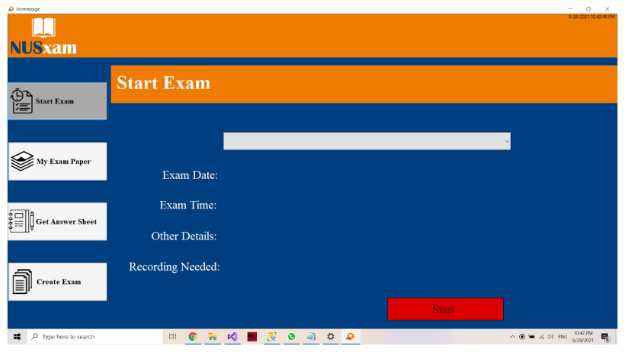 Homepage
6/28/2021 10:42:46 PM
NUSxam
Start Exam
Start Exam
My Exam Paper
Exam Date:
Exam Time:
Get Answer Sheet
Other Details:
Recording Needed:
Create Exam
Start
Type here to search
ENG
10:42 PM
6/28/2021